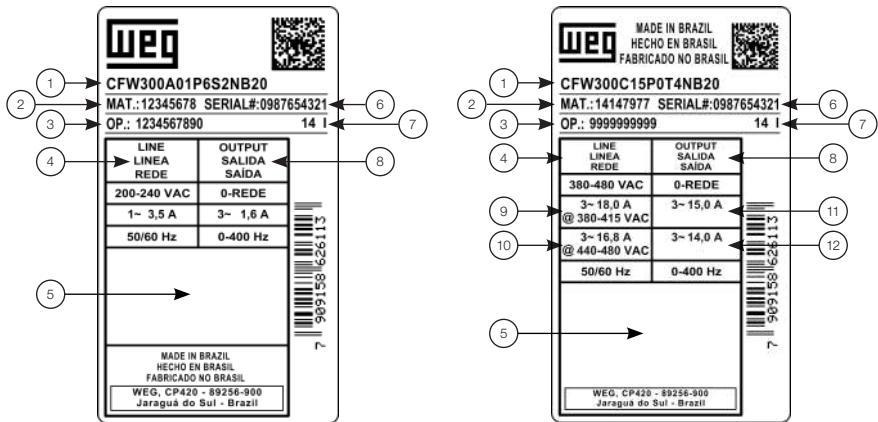 weg
1 CFW300A01P6S2NB20
2 MAT.:12345678 SERIAL#:0987654321 6
3 OP.: 1234567890 14 I 7
4 LINE OUTPUT 8
LINEA SALIDA
REDE SAÍDA
200-240 VAC 0-REDE
1~ 3,5 A 3~ 1,6 A
50/60 Hz 0-400 Hz
5
7 909158 626113
MADE IN BRAZIL
HECHO EN BRASIL
FABRICADO NO BRASIL
WEG, CP420 - 89256-900
Jaraguá do Sul - Brazil
weg
MADE IN BRAZIL
HECHO EN BRASIL
FABRICADO NO BRASIL
1 CFW300C15P0T4NB20
2 MAT.:14147977 SERIAL#:0987654321 6
3 OP.: 9999999999 14 I 7
4 LINE OUTPUT 8
LINEA SALIDA
REDE SAÍDA
380-480 VAC 0-REDE
9 3~ 18,0 A 3~ 15,0 A 11
@ 380-415 VAC
10 3~ 16,8 A 3~ 14,0 A 12
@ 440-480 VAC
50/60 Hz 0-400 Hz
5
7 909158 626113
WEG, CP420 - 89256-900
Jaraguá do Sul - Brazil